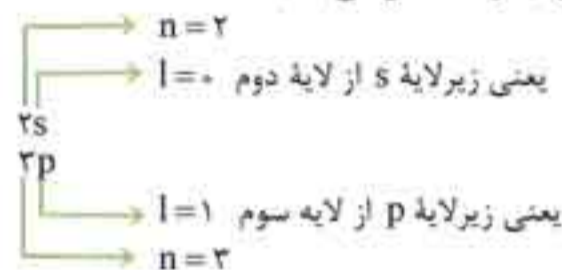 n = ۲
l = ۰ یعنی زیرلایهٔ s از لایهٔ دوم
۲s
۳p
l = ۱ یعنی زیرلایهٔ p از لایه سوم
n = ۳